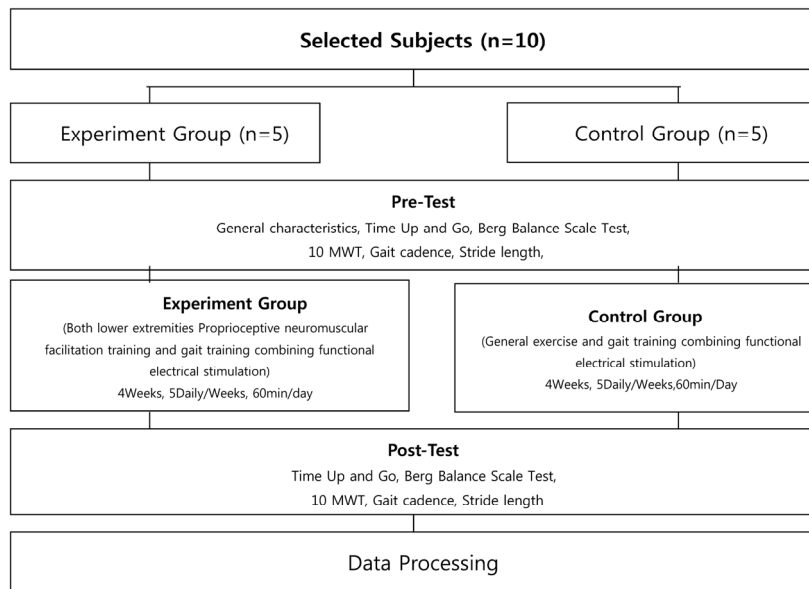 Selected Subjects (n=10)
Experiment Group (n=5)
Control Group (n=5)
Pre-Test
General characteristics, Time Up and Go, Berg Balance Scale Test,
10 MWT, Gait cadence, Stride length,
Experiment Group
(Both lower extremities Proprioceptive neuromuscular
facilitation training and gait training combining functional
electrical stimulation)
4Weeks, 5Daily/Weeks, 60min/day
Control Group
(General exercise and gait training combining functional
electrical stimulation)
4Weeks, 5Daily/Weeks,60min/Day
Post-Test
Time Up and Go, Berg Balance Scale Test,
10 MWT, Gait cadence, Stride length
Data Processing